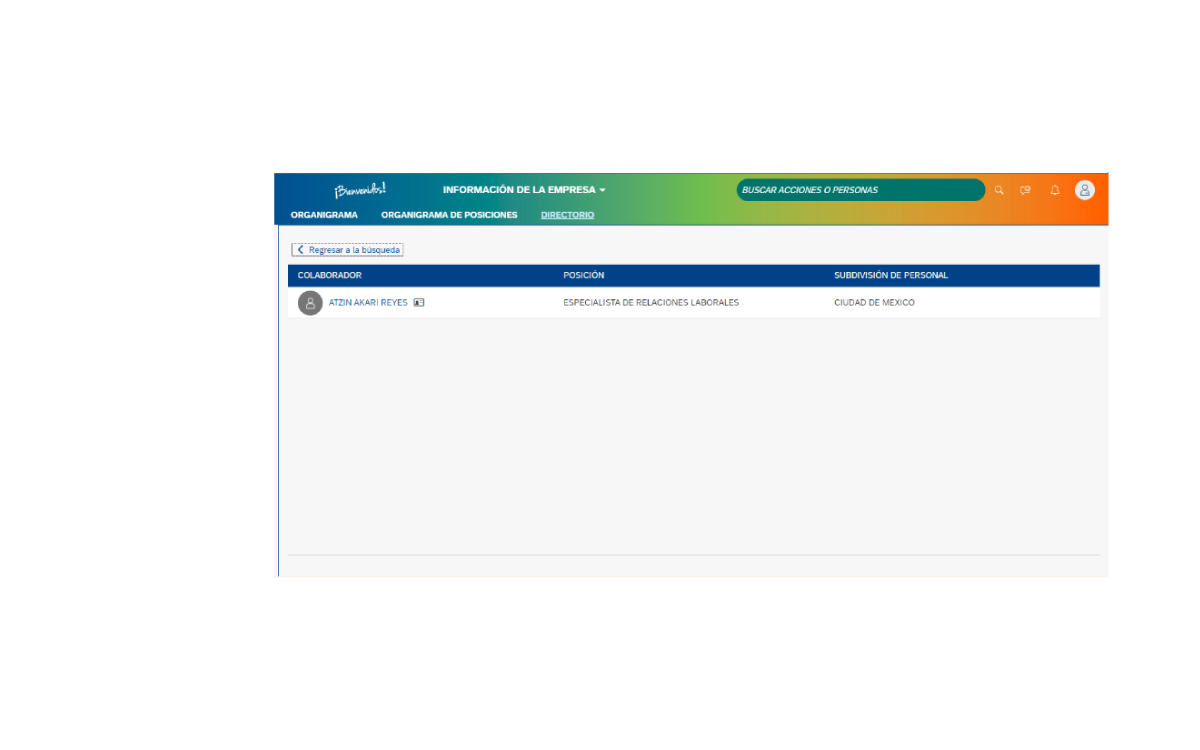 ¡Bienvenidos!
INFORMACIÓN DE LA EMPRESA
BUSCAR ACCIONES O PERSONAS
ORGANIGRAMA ORGANIGRAMA DE POSICIONES DIRECTORIO
Regresar a la búsqueda
COLABORADOR POSICIÓN SUBDIVISIÓN DE PERSONAL
ATZIN AKARI REYES ESPECIALISTA DE RELACIONES LABORALES CIUDAD DE MEXICO